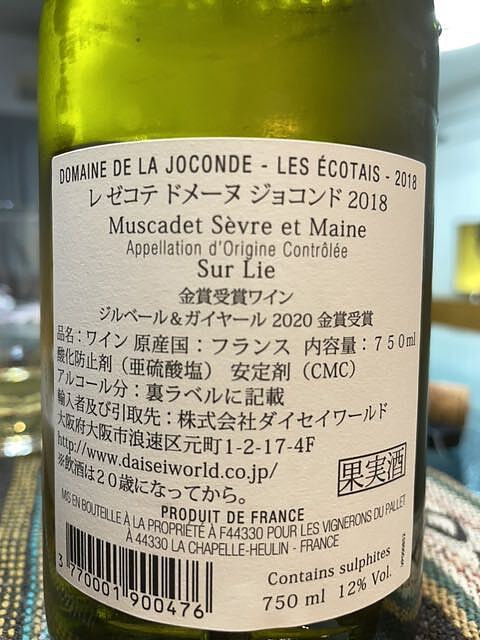 DOMAINE DE LA JOCONDE - LES ÉCOTAIS - 2018
レ ゼコテ ドメーヌ ジョコンド 2018
Muscadet Sèvre et Maine
Appellation d'Origine Contrôlée
Sur Lie
金賞受賞ワイン
ジルベール&ガイヤール 2020 金賞受賞
品名：ワイン 原産国：フランス 内容量：７５０ml
酸化防止剤（亜硫酸塩） 安定剤（CMC）
アルコール分：裏ラベルに記載
輸入者及び引取先：株式会社ダイセイワールド
大阪府大阪市浪速区元町1-2-17-4F
http://www.daiseiworld.co.jp/
※飲酒は２０歳になってから。
果実酒
PRODUIT DE FRANCE
MIS EN BOUTEILLE À LA PROPRIÉTÉ À F44330 POUR LES VIGNERONS DU PALLET
À 44330 LA CHAPELLE-HEULIN - FRANCE
3 770001 900476
Contains sulphites
750 ml 12% Vol.